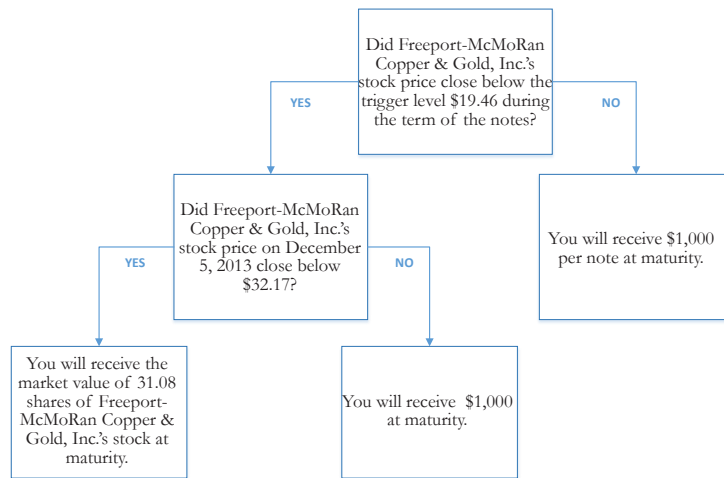 Did Freeport-McMoRan
Copper & Gold, Inc.'s
stock price close below the
trigger level $19.46 during
the term of the notes?
YES
NO
Did Freeport-McMoRan
Copper & Gold, Inc.'s
stock price on December
5, 2013 close below
$32.17?
You will receive $1,000
per note at maturity.
YES
NO
You will receive the
market value of 31.08
shares of Freeport-
McMoRan Copper &
Gold, Inc.'s stock at
maturity.
You will receive $1,000
at maturity.